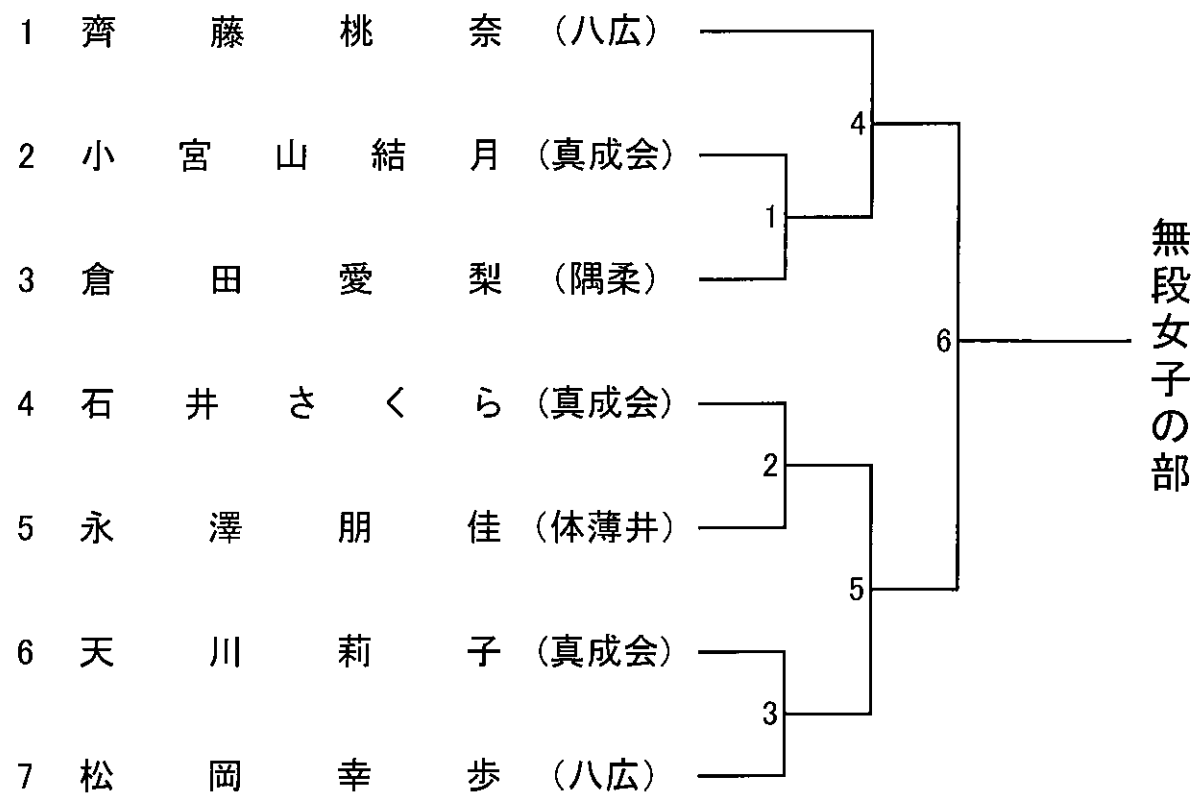 1 齊藤桃奈 (八広)
4
2 小宮山結月 (真成会)
1
3 倉田愛梨 (隅柔)
6
4 石井さくら (真成会)
2
5 永澤朋佳 (体薄井)
5
6 天川莉子 (真成会)
3
7 松岡幸歩 (八広)
無段女子の部